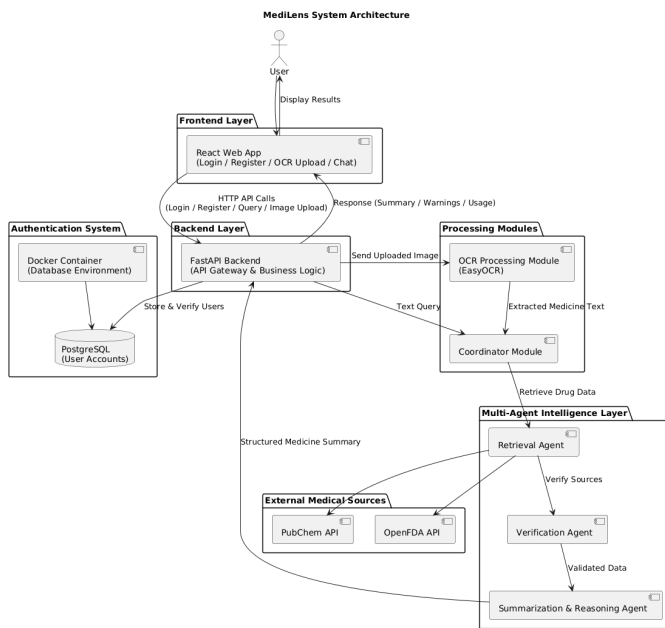 MediLens System Architecture
User
Display Results
Frontend Layer
React Web App
(Login / Register / OCR Upload / Chat)
HTTP API Calls
(Login / Register / Query / Image Upload)
Response (Summary / Warnings / Usage)
Authentication System
Docker Container
(Database Environment)
PostgreSQL
(User Accounts)
Backend Layer
FastAPI Backend
(API Gateway & Business Logic)
Store & Verify Users
Send Uploaded Image
Text Query
Processing Modules
OCR Processing Module
(EasyOCR)
Extracted Medicine Text
Coordinator Module
Retrieve Drug Data
Multi-Agent Intelligence Layer
Retrieval Agent
Structured Medicine Summary
Verify Sources
External Medical Sources
PubChem API
OpenFDA API
Verification Agent
Validated Data
Summarization & Reasoning Agent